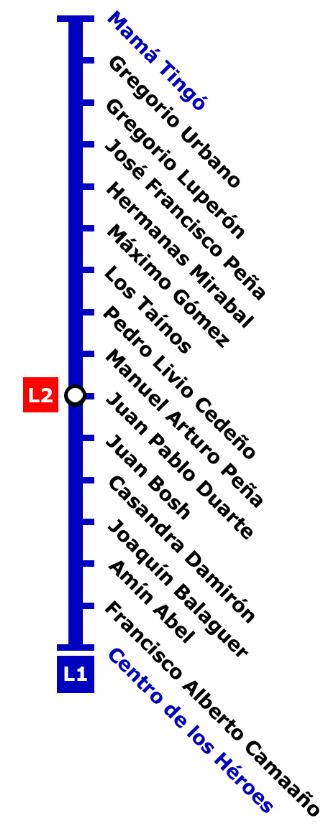 Mamá Tingó
Gregorio Urbano
Gregorio Luperón
José Francisco Peña
Hermanas Mirabal
Máximo Gómez
Los Taínos
Pedro Livio Cedeño
Manuel Arturo Peña
L2
Juan Pablo Duarte
Juan Bosh
Casandra Damirón
Joaquín Balaguer
Amín Abel
Francisco Alberto Camaaño
Centro de los Héroes
L1